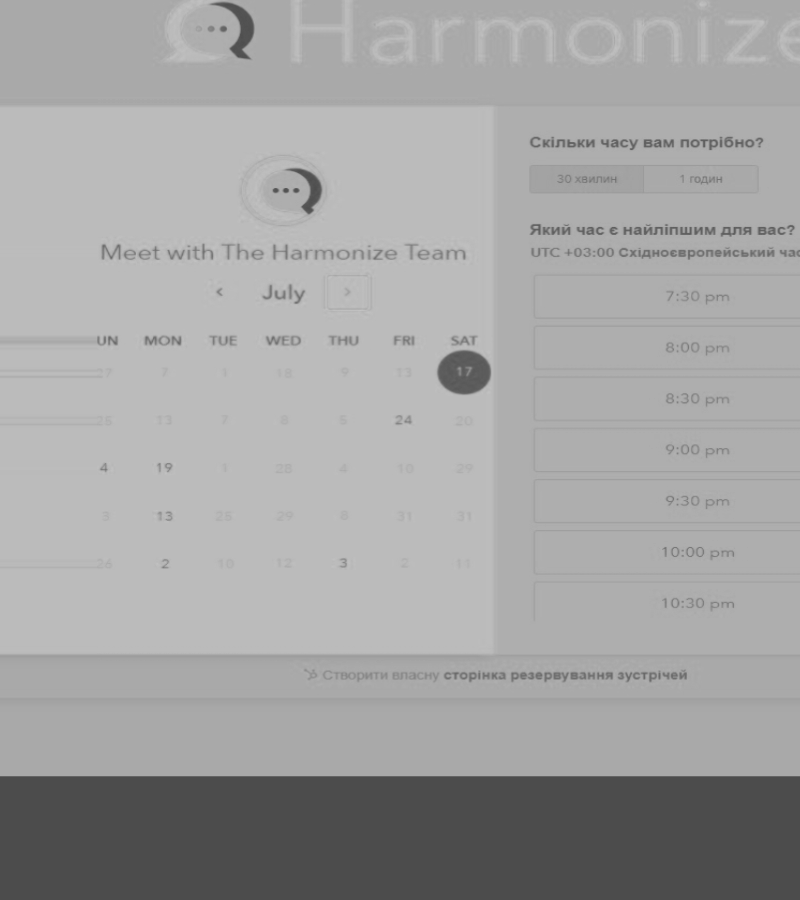 Harmonize
Meet with The Harmonize Team
July
UN MON TUE WED THU FRI SAT
27 7 1 18 9 13 17
25 13 7 8 5 24 20
4 19 1 28 4 10 29
3 13 25 29 8 31 31
26 2 10 12 3 2 11
Скільки часу вам потрібно?
30 хвилин 1 годин
Який час є найліпшим для вас?
UTC +03:00 Східноєвропейський час
7:30 pm
8:00 pm
8:30 pm
9:00 pm
9:30 pm
10:00 pm
10:30 pm
Створити власну сторінка резервування зустрічей